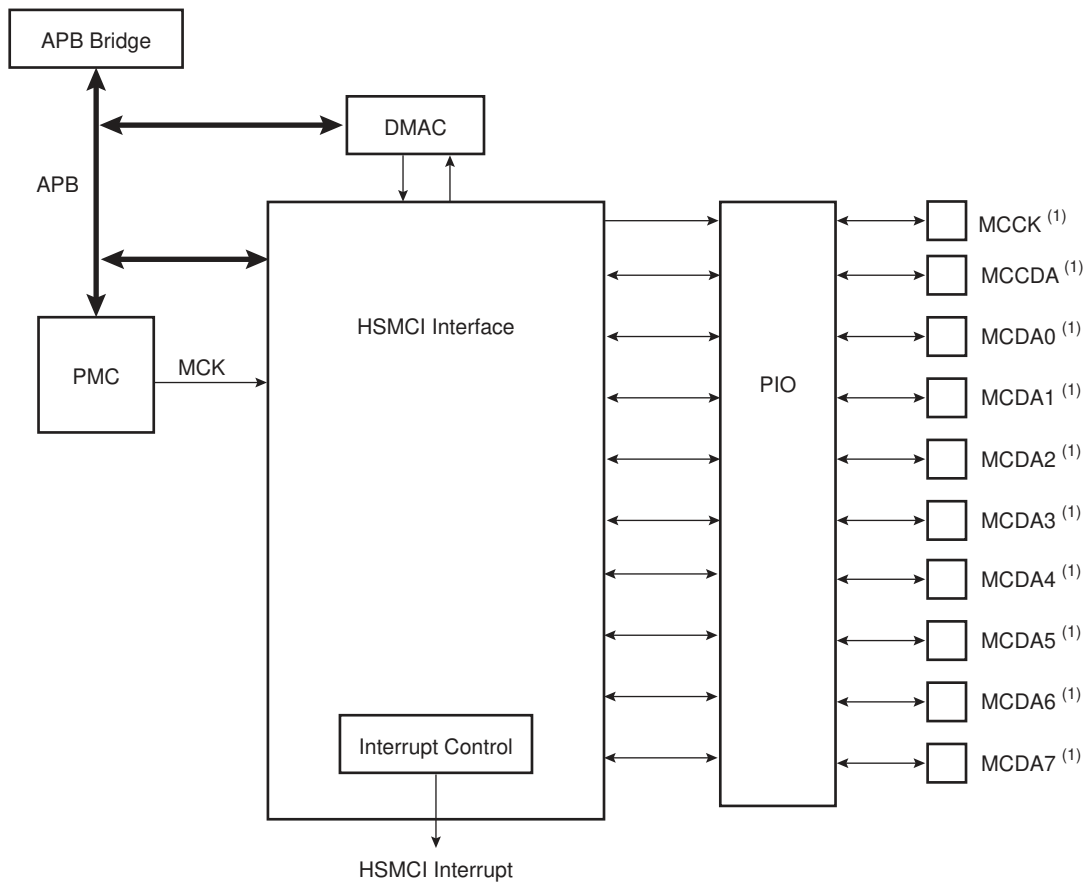 APB Bridge
DMAC
APB
MCCK (1)
MCCDA (1)
HSMCI Interface
MCDA0 (1)
MCK
PMC
PIO
MCDA1 (1)
MCDA2 (1)
MCDA3 (1)
MCDA4 (1)
MCDA5 (1)
MCDA6 (1)
Interrupt Control
MCDA7 (1)
HSMCI Interrupt